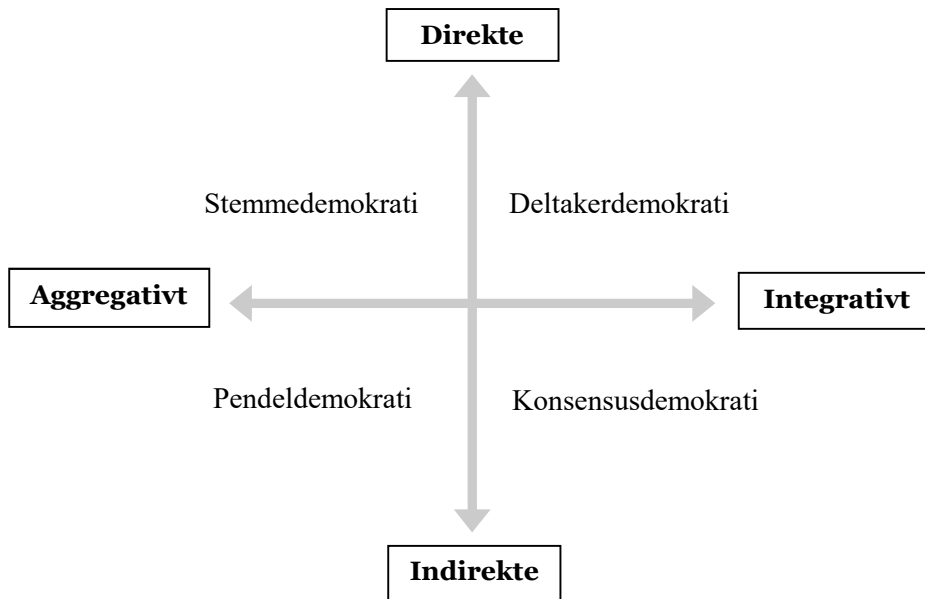 Direkte
Stemmedemokrati
Deltakerdemokrati
Aggregativt
Integrativt
Pendeldemokrati
Konsensusdemokrati
Indirekte